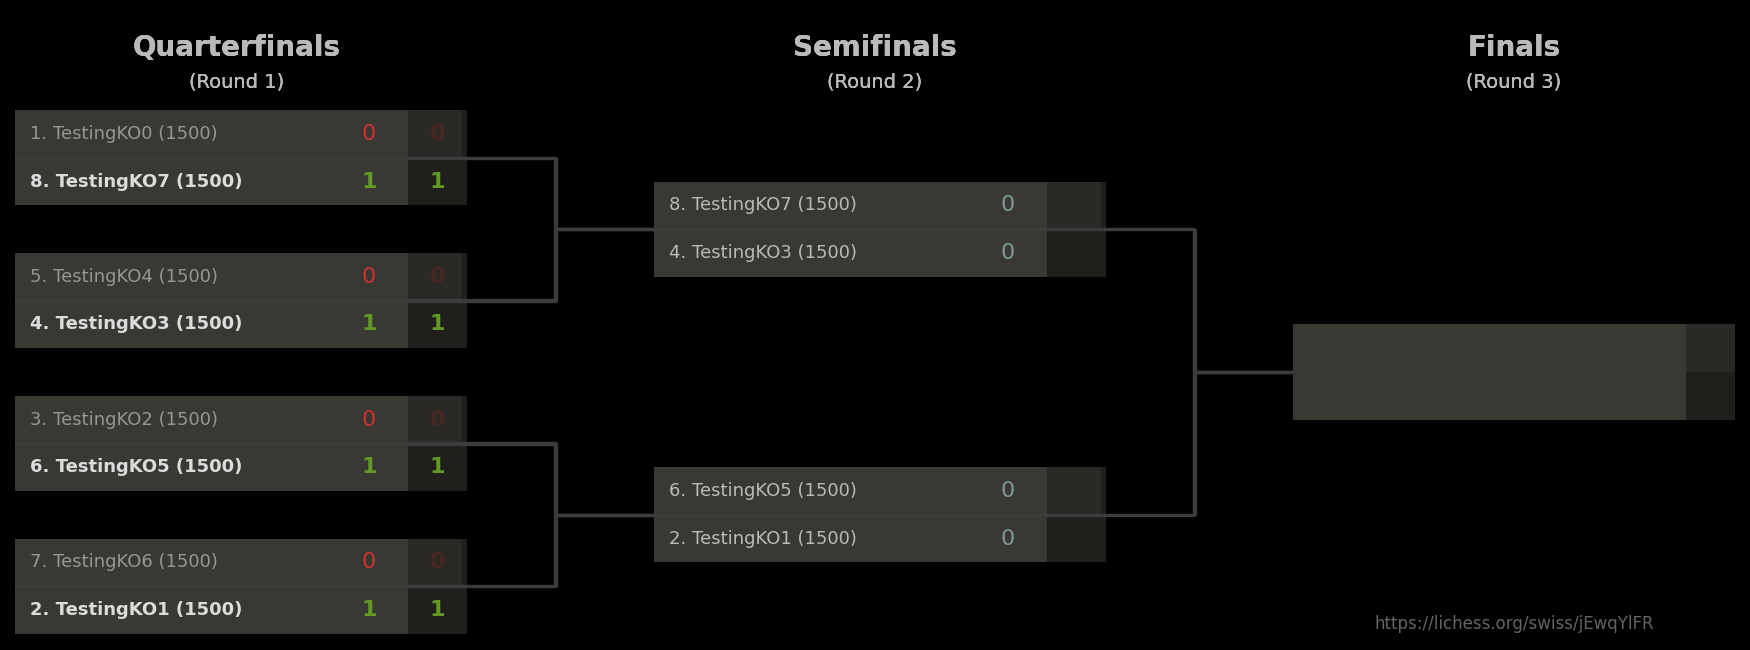 Quarterfinals
(Round 1)
Semifinals
(Round 2)
Finals
(Round 3)
1. TestingKO0 (1500) 0 0
8. TestingKO7 (1500) 1 1
5. TestingKO4 (1500) 0 0
4. TestingKO3 (1500) 1 1
3. TestingKO2 (1500) 0 0
6. TestingKO5 (1500) 1 1
7. TestingKO6 (1500) 0 0
2. TestingKO1 (1500) 1 1
8. TestingKO7 (1500) 0
4. TestingKO3 (1500) 0
6. TestingKO5 (1500) 0
2. TestingKO1 (1500) 0
https://lichess.org/swiss/jEwqYlFR